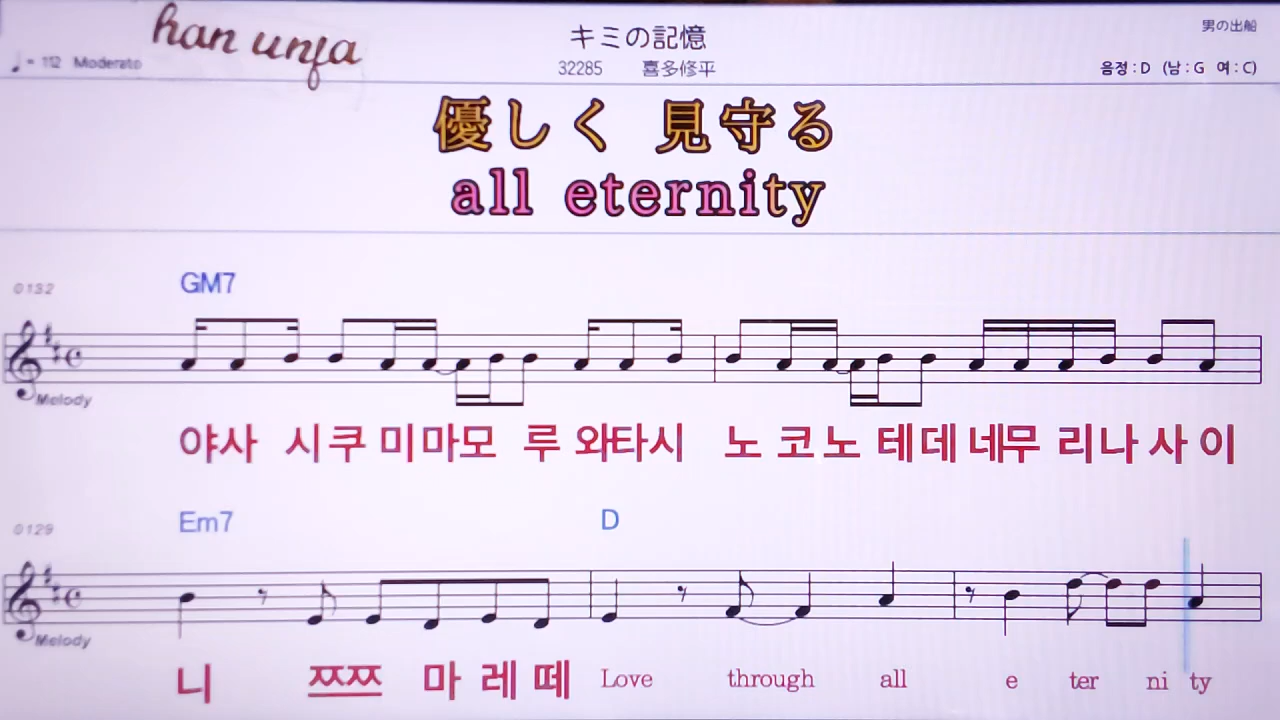 han unfa
キミの記憶
男の出船
♩= 112 Moderato
32285 喜多修平
음정 : D (남 : G 여 : C)
優しく 見守る
all eternity
0132
GM7
Melody
야사 시쿠 미마모 루 와타시 노 코노 테데 네무 리나 사 이
0129
Em7 D
Melody
니 쯔쯔 마 레 떼 Love through all e ter ni ty